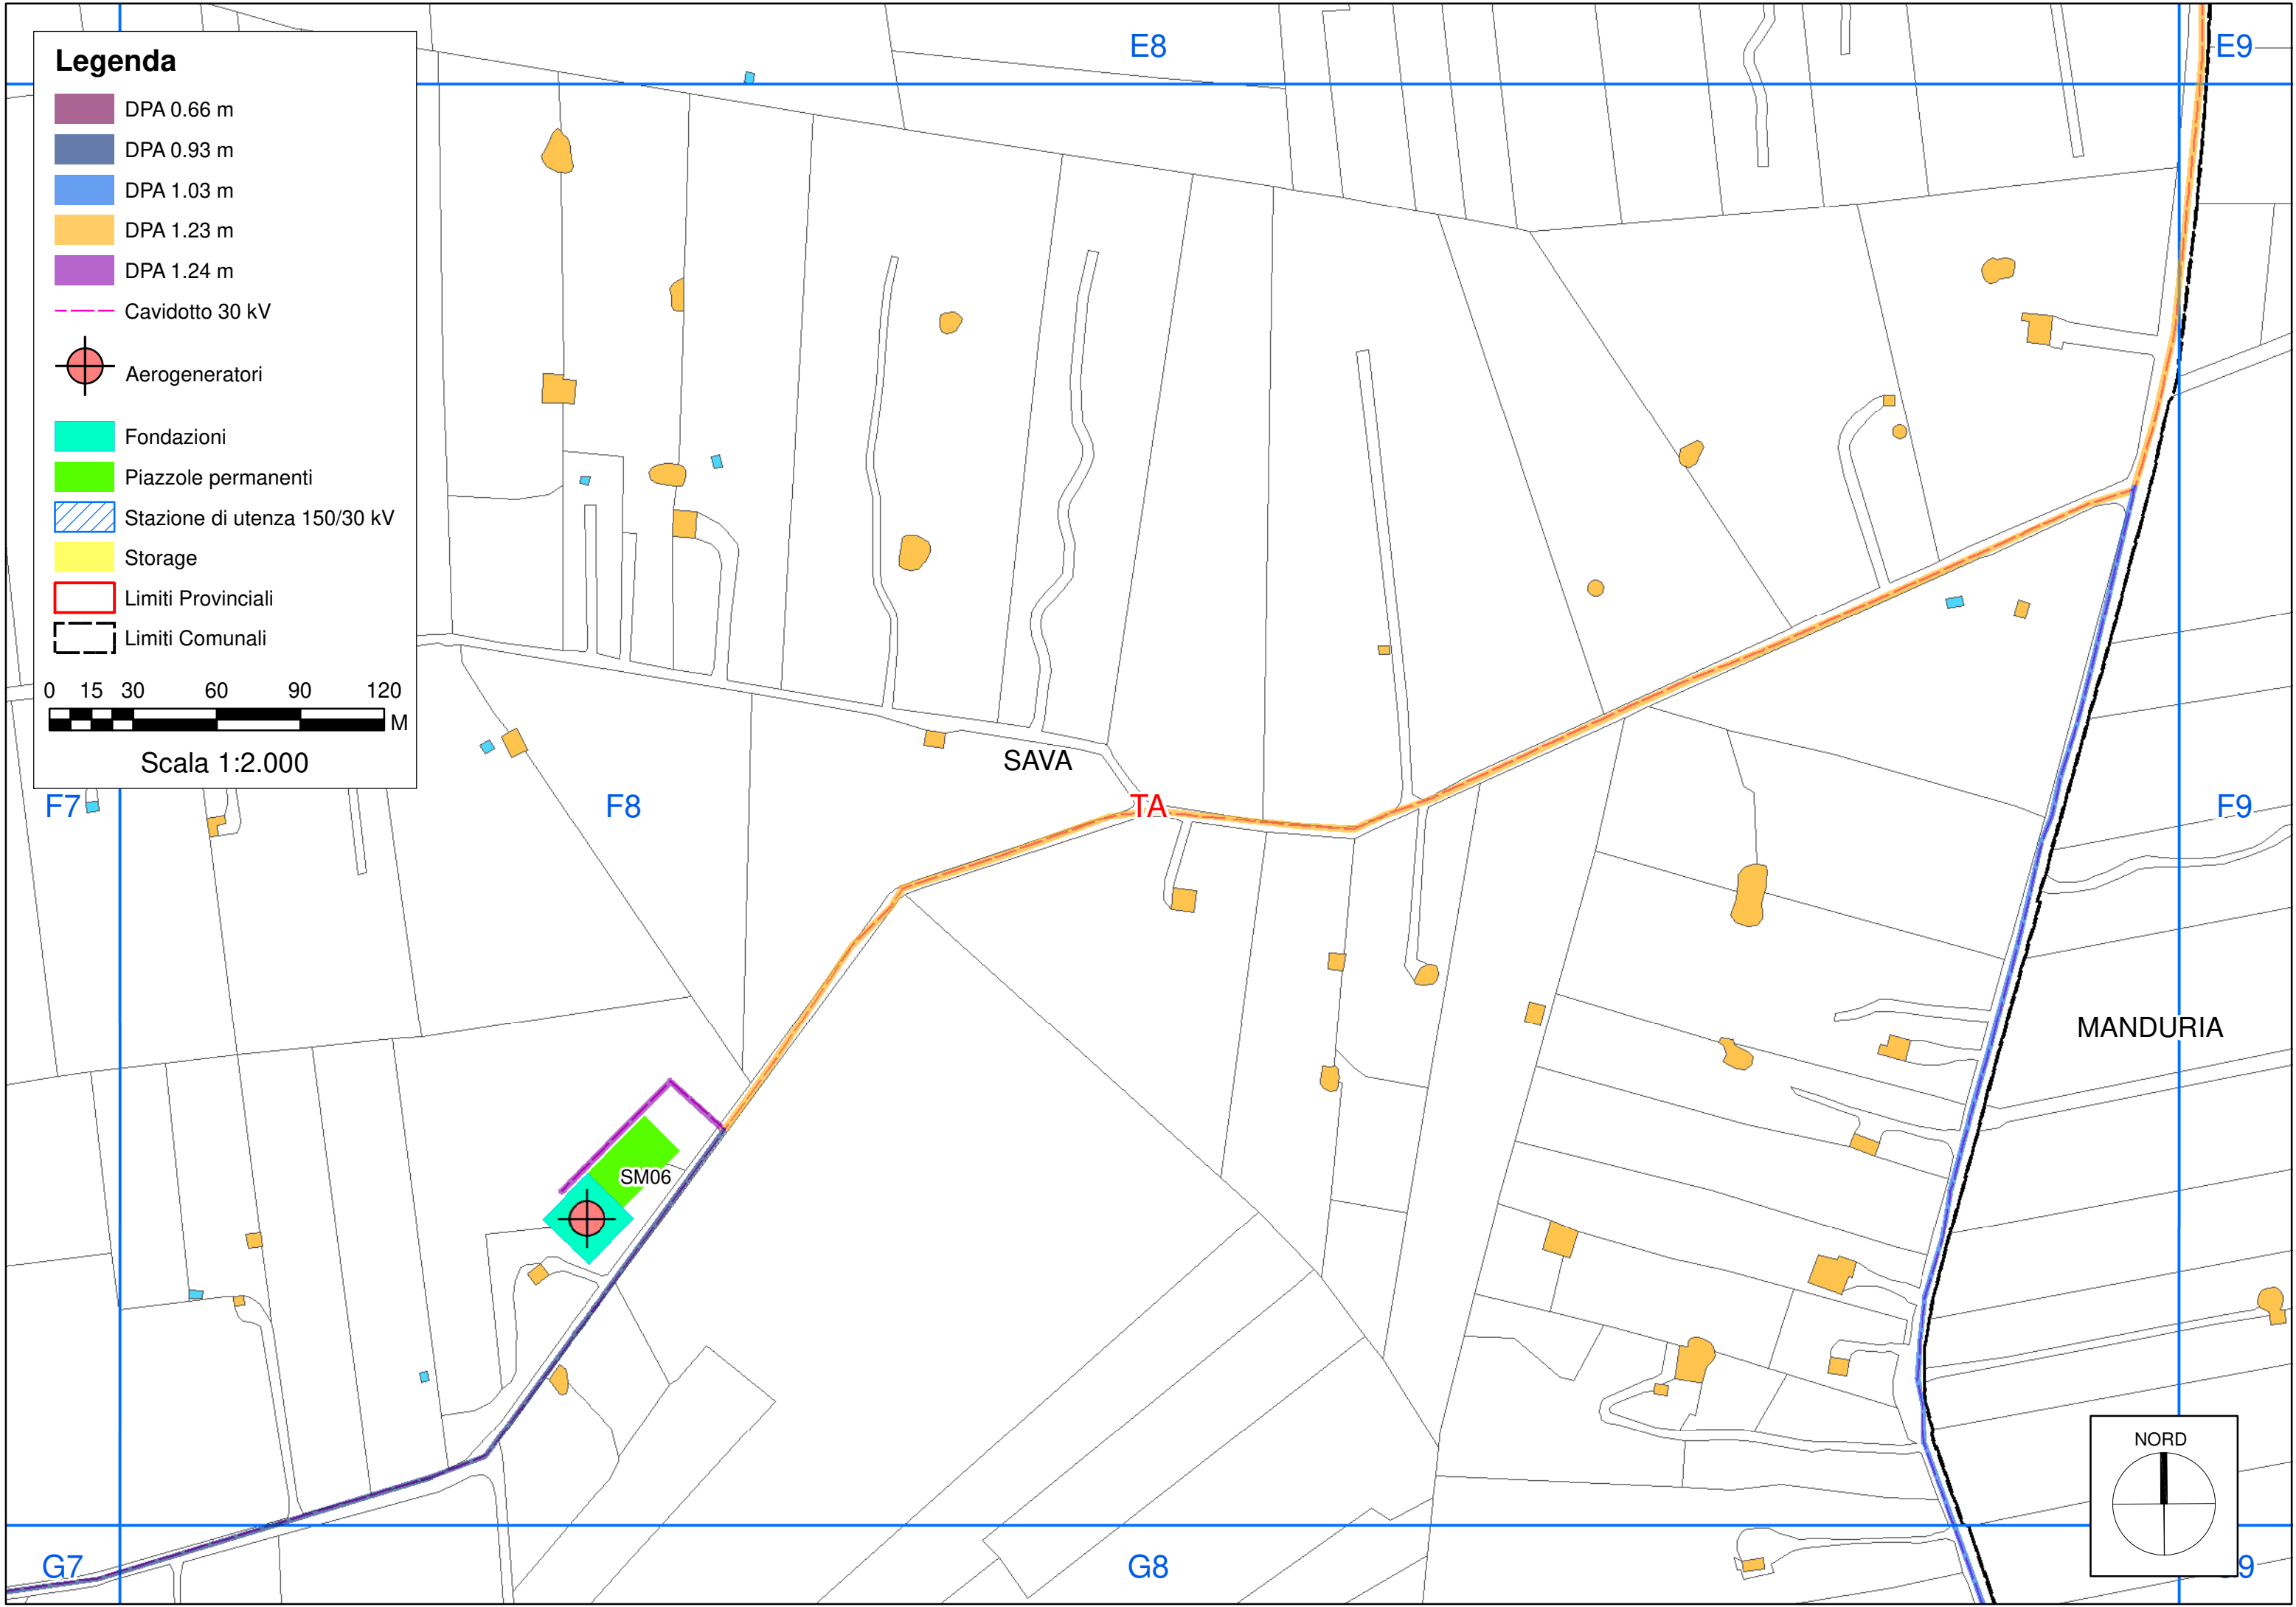 E8
E9
Legenda
DPA 0.66 m
DPA 0.93 m
DPA 1.03 m
DPA 1.23 m
DPA 1.24 m
Cavidotto 30 kV
Aerogeneratori
Fondazioni
Piazzole permanenti
Stazione di utenza 150/30 kV
Storage
Limiti Provinciali
Limiti Comunali
0 15 30 60 90 120
M
Scala 1:2.000
SAVA
F7
F8
TA
F9
MANDURIA
SM06
NORD
G7
G8
9